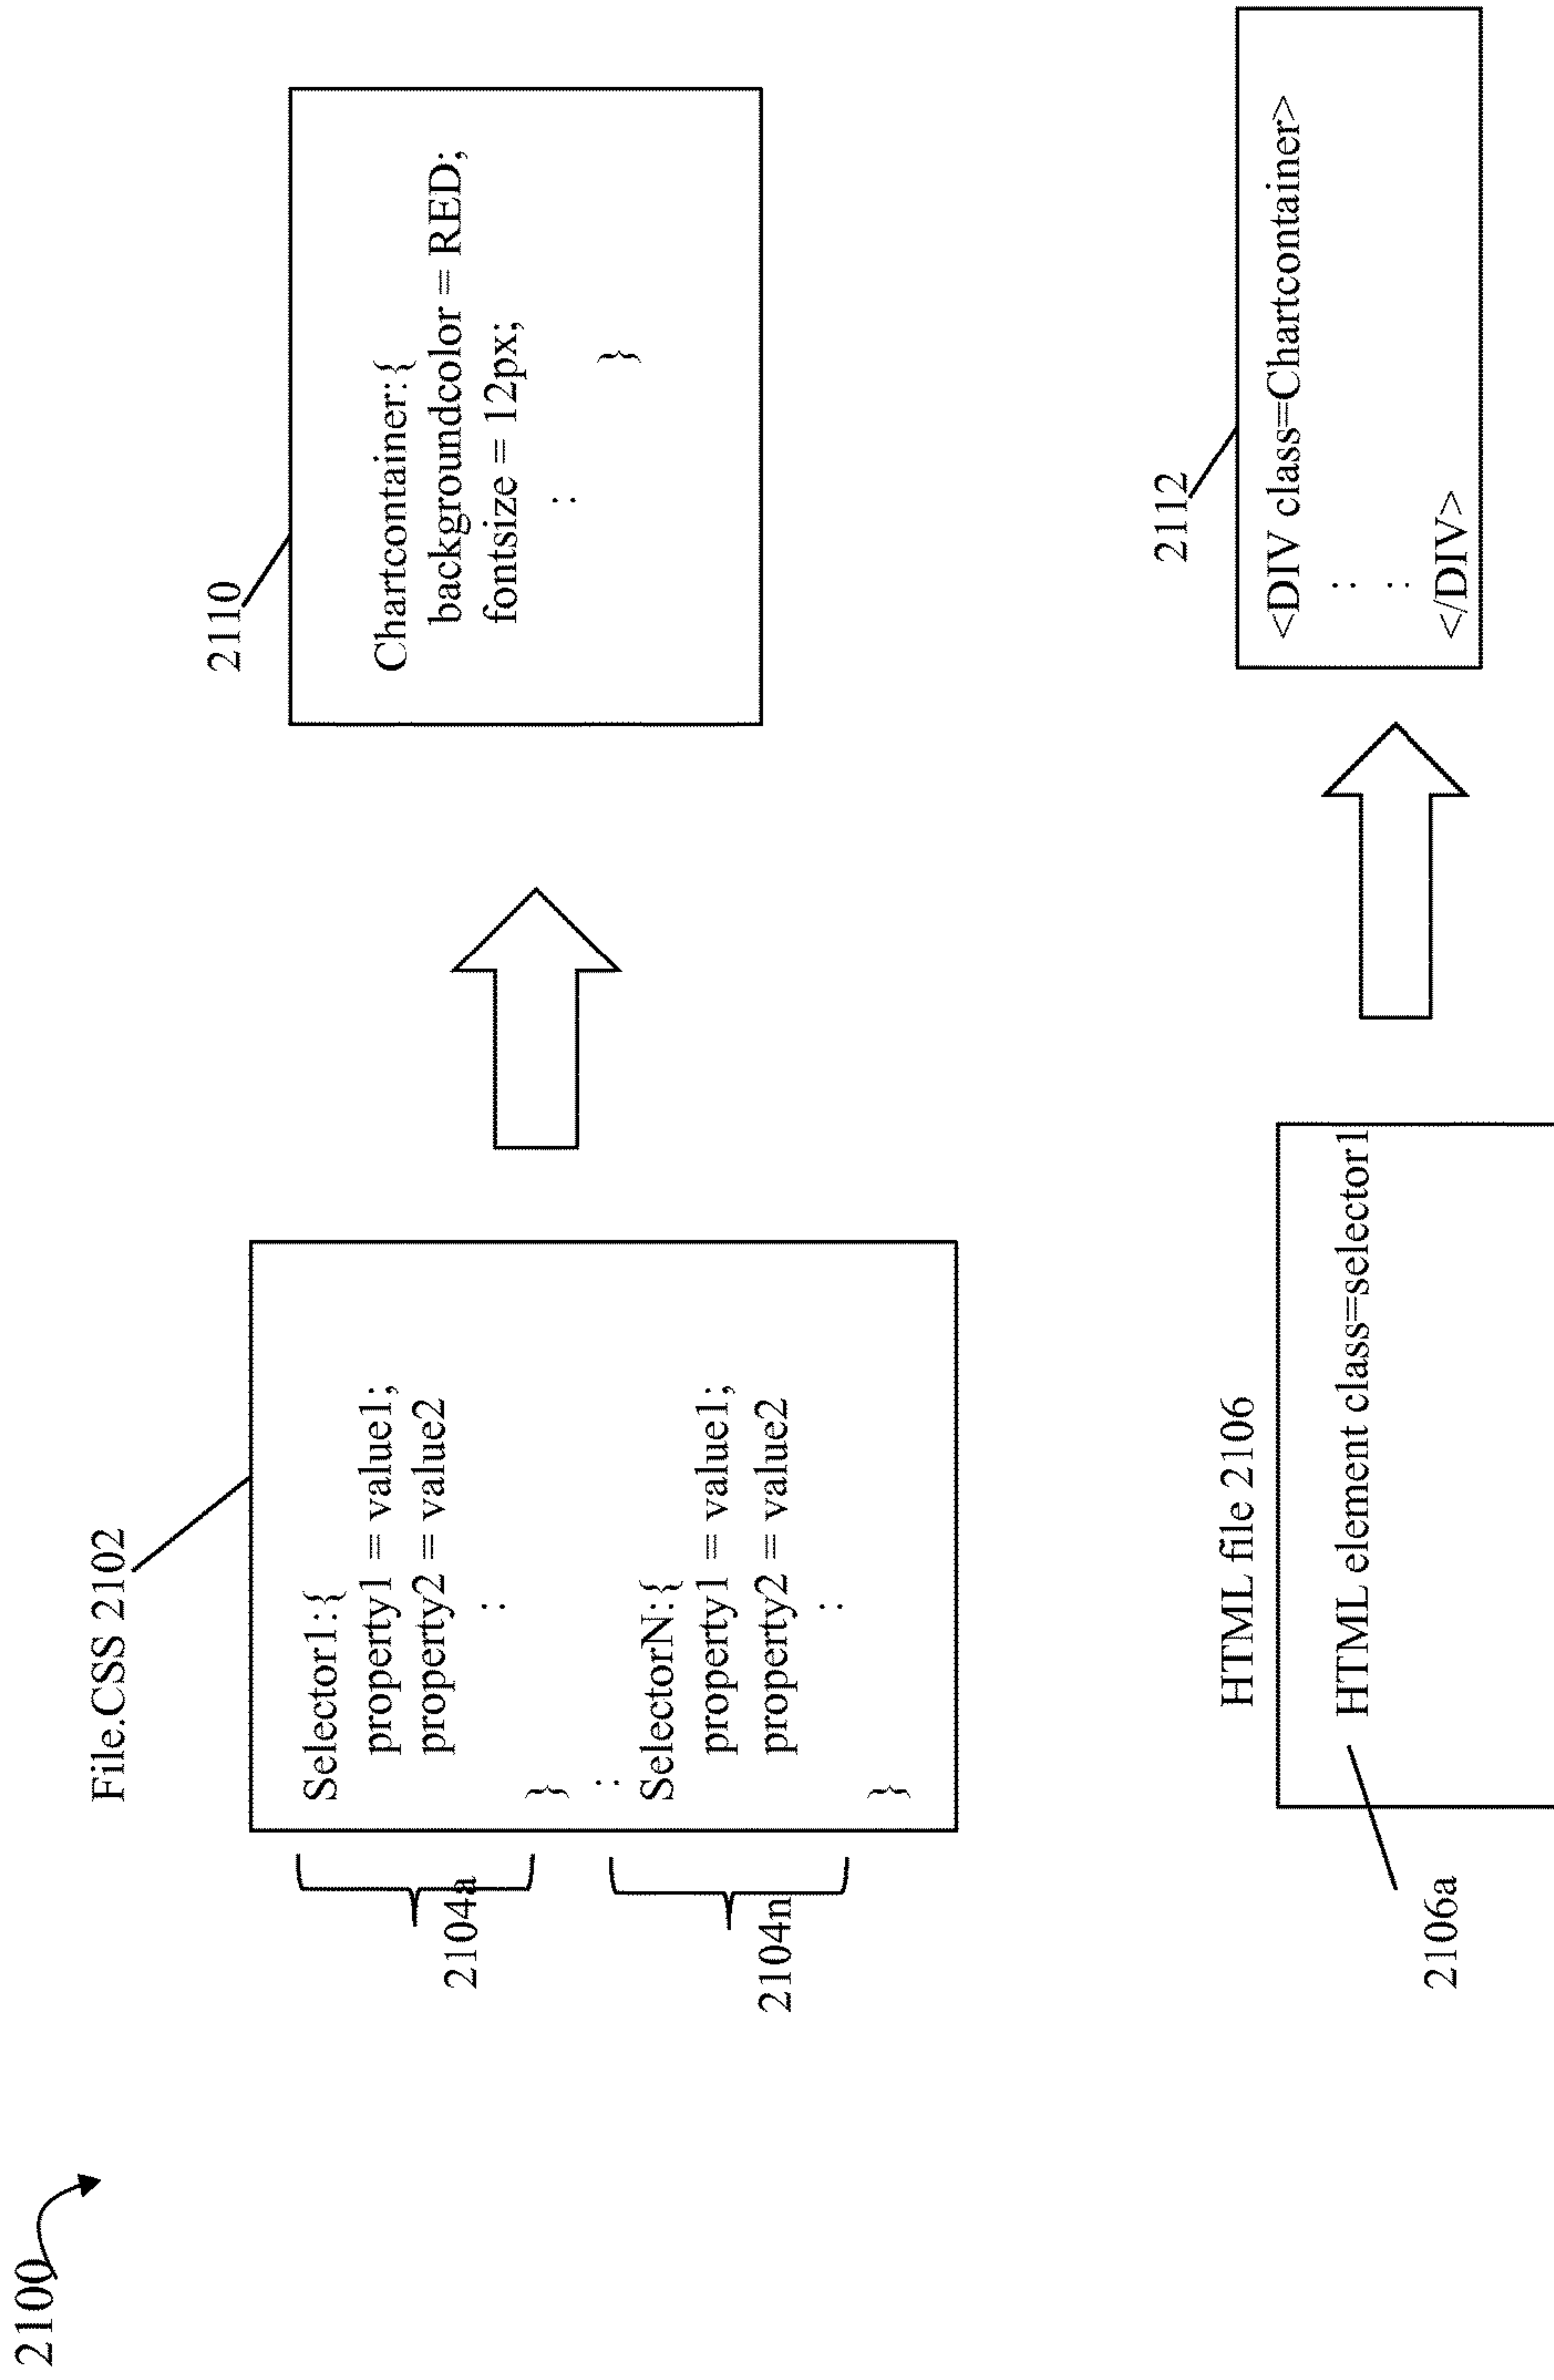 2100
File.CSS 2102
Selector1:{
property1 = value1;
property2 = value2
:
}
:
SelectorN:{
property1 = value1;
property2 = value2
:
}
2104a
2104n
2110
Chartcontainer:{
backgroundcolor = RED;
fontsize = 12px;
:
}
HTML file 2106
HTML element class=selector1
2106a
2112
<DIV class=Chartcontainer>
:
:
</DIV>